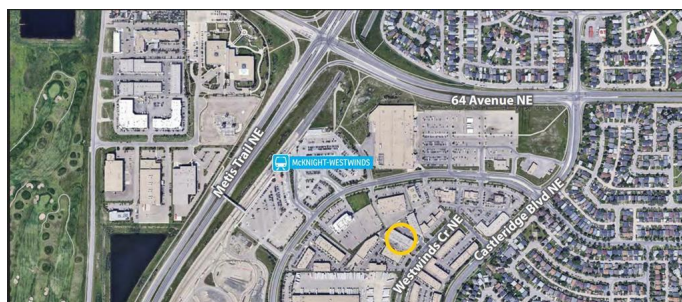 64 Avenue NE
McKNIGHT-WESTWINDS
Metis Trail NE
Westwinds Cr NE
Castleridge Blvd NE